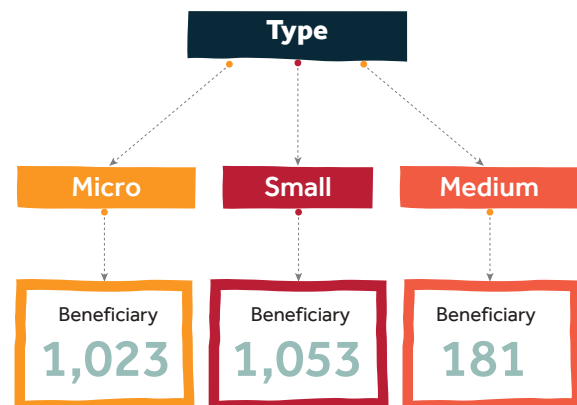 Type
Micro
Small
Medium
Beneficiary
1,023
Beneficiary
1,053
Beneficiary
181